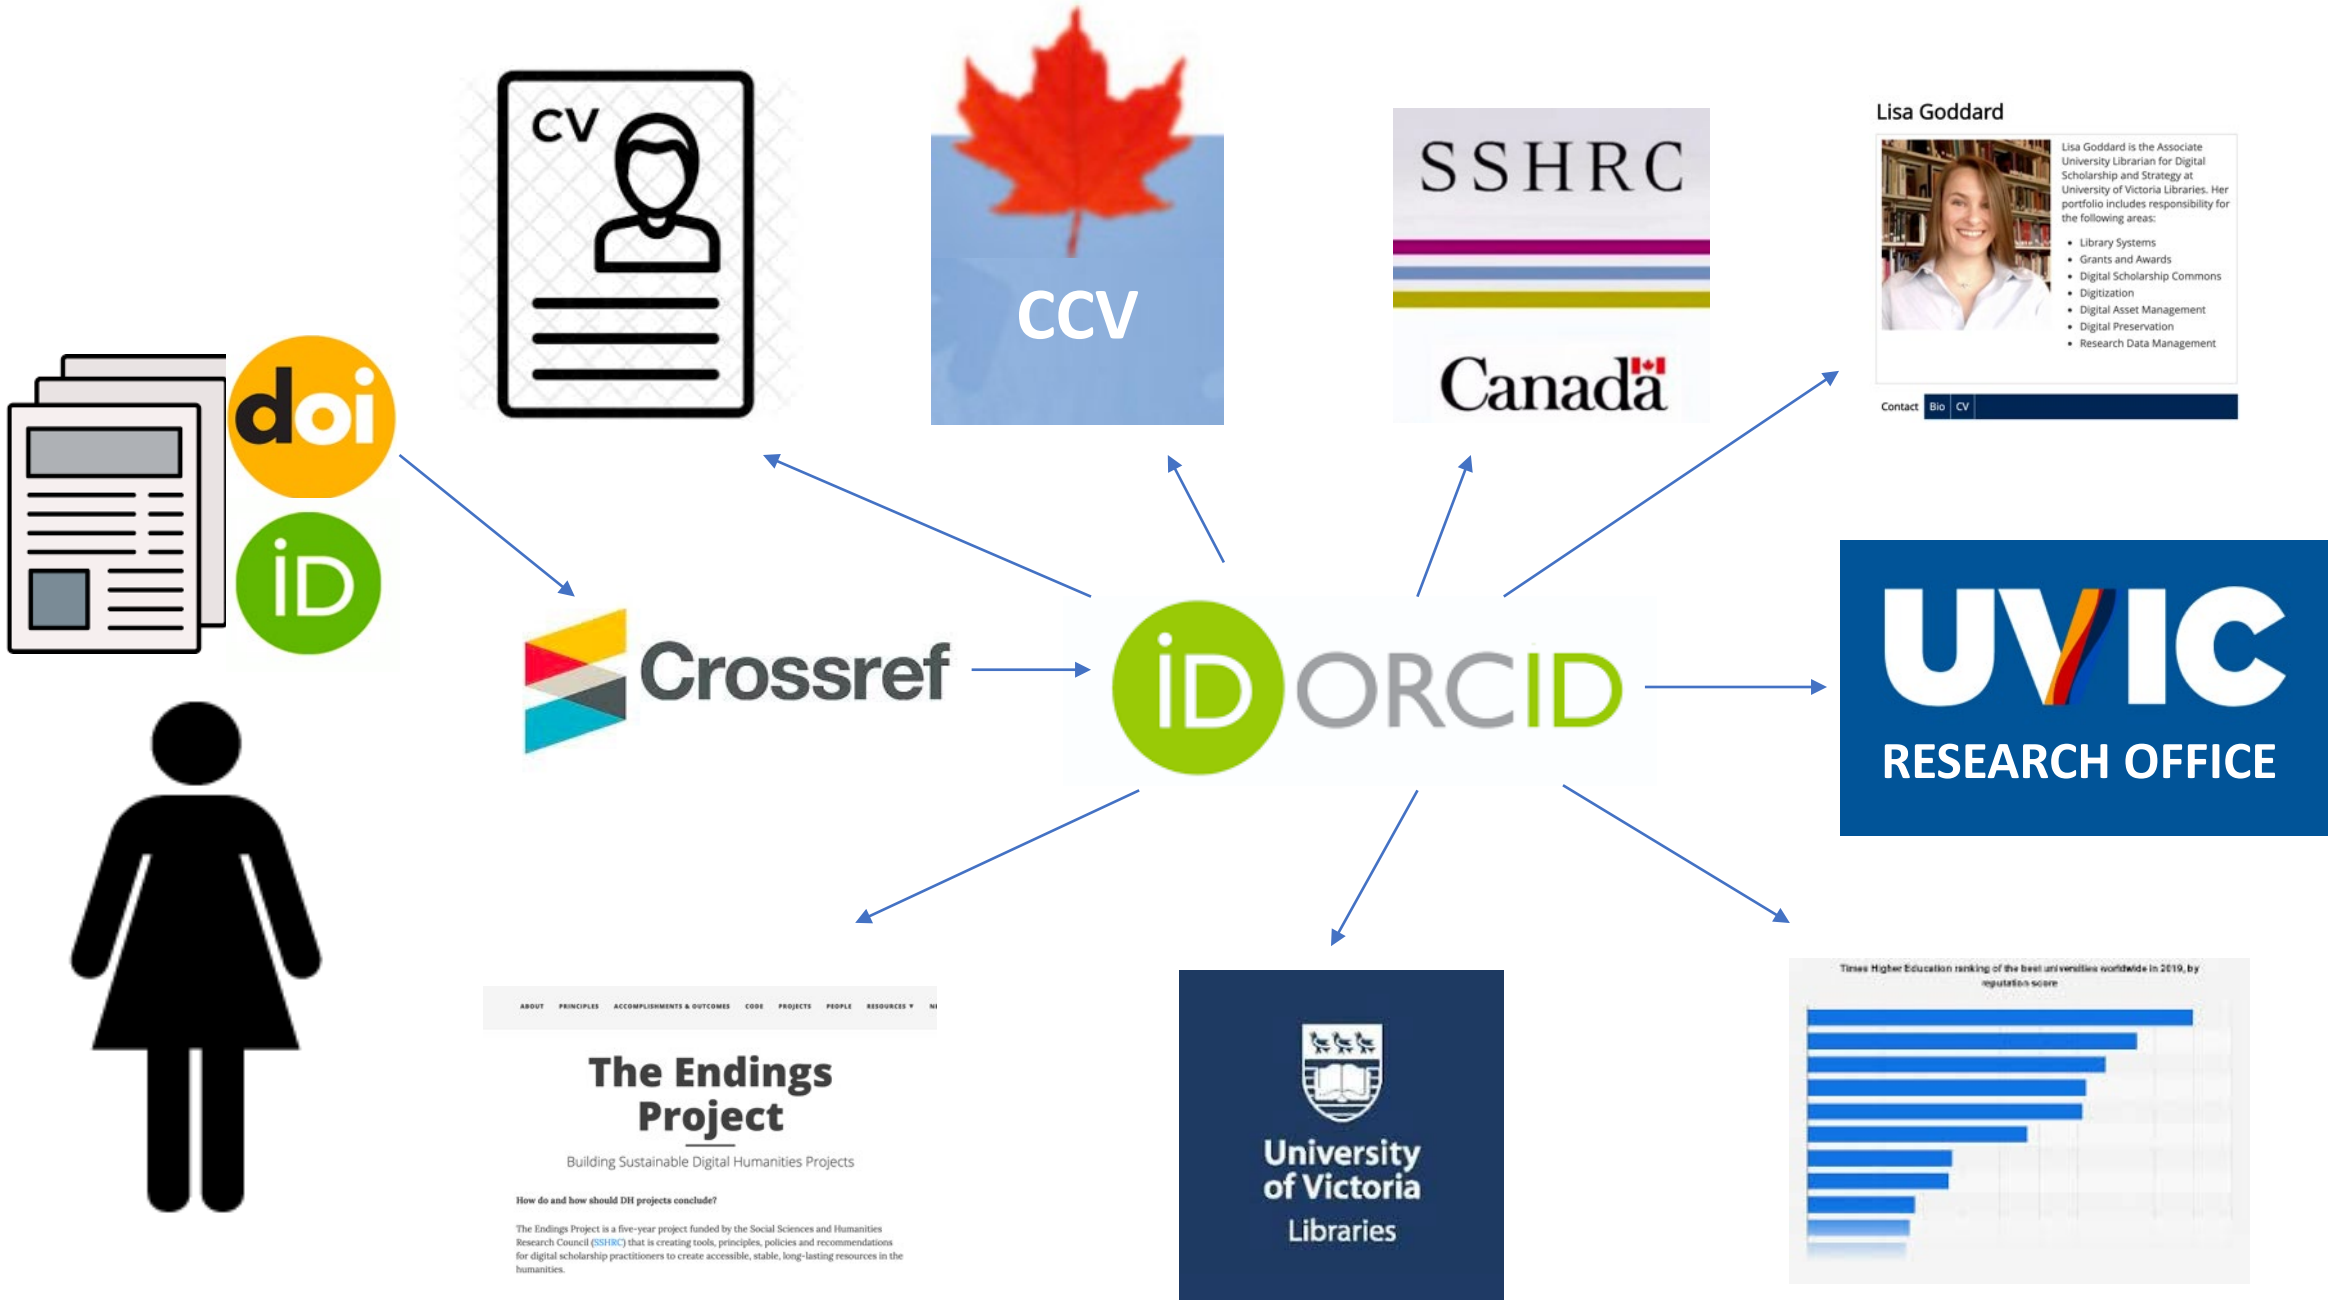 CV
CCV
SSHRC
Canada
Lisa Goddard
Lisa Goddard is the Associate
University Librarian for Digital
Scholarship and Strategy at
University of Victoria Libraries. Her
portfolio includes responsibility for
the following areas:
Library Systems
Grants and Awards
Digital Scholarship Commons
Digitization
Digital Asset Management
Digital Preservation
Research Data Management
Contact Bio CV
doi
iD
Crossref
iD ORCID
UVIC
RESEARCH OFFICE
ABOUT PRINCIPLES ACCOMPLISHMENTS & OUTCOMES CODE PROJECTS PEOPLE RESOURCES
The Endings
Project
Building Sustainable Digital Humanities Projects
How do and how should DH projects conclude?
The Endings Project is a five-year project funded by the Social Sciences and Humanities
Research Council (SSHRC) that is creating tools, principles, policies and recommendations
for digital scholarship practitioners to create accessible, stable, long-lasting resources in the
humanities.
University
of Victoria
Libraries
Times Higher Education ranking of the best universities worldwide in 2019, by
reputation score